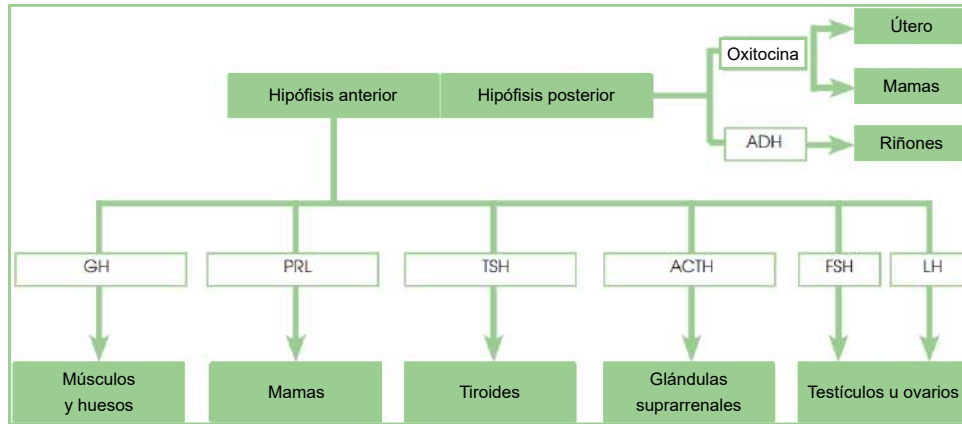 Útero
Oxitocina
Hipófisis anterior
Hipófisis posterior
Mamas
ADH
Riñones
GH
PRL
TSH
ACTH
FSH
LH
Músculos
y huesos
Mamas
Tiroides
Glándulas
suprarrenales
Testículos u ovarios